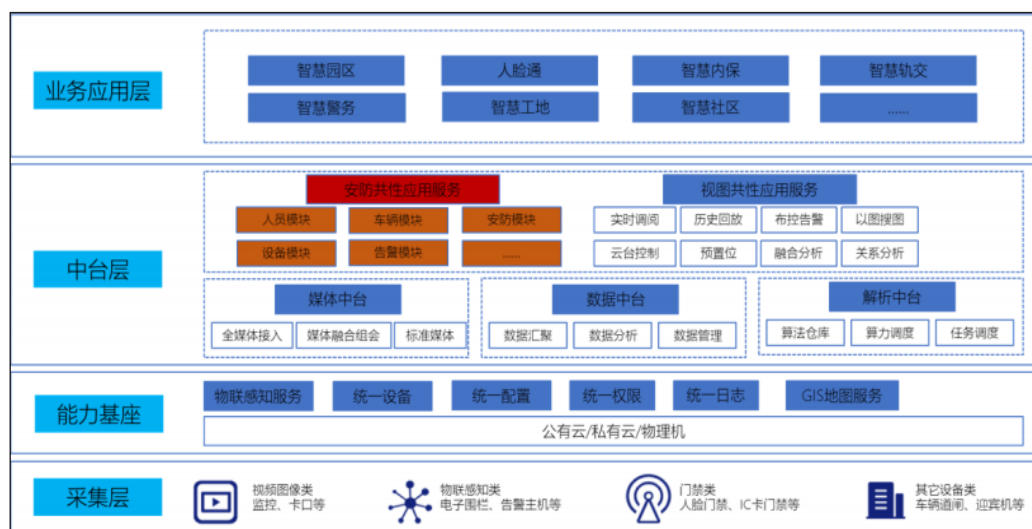 业务应用层
智慧园区
人脸通
智慧内保
智慧轨交
智慧警务
智慧工地
智慧社区
......
中台层
安防共性应用服务
视图共性应用服务
人员模块
车辆模块
安防模块
实时调阅
历史回放
布控告警
以图搜图
设备模块
告警模块
......
云台控制
预置位
融合分析
关系分析
媒体中台
数据中台
解析中台
全媒体接入
媒体融合组会
标准媒体
数据汇聚
数据分析
数据管理
算法仓库
算力调度
任务调度
能力基座
物联感知服务
统一设备
统一配置
统一权限
统一日志
GIS地图服务
公有云/私有云/物理机
采集层
视频图像类
监控、卡口等
物联感知类
电子围栏、告警主机等
门禁类
人脸门禁、IC卡门禁等
其它设备类
车辆道闸、迎宾机等